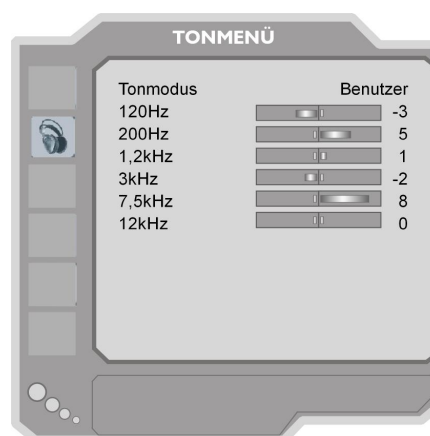 TONMENÜ
Tonmodus Benutzer
120Hz -3
200Hz 5
1,2kHz 1
3kHz -2
7,5kHz 8
12kHz 0